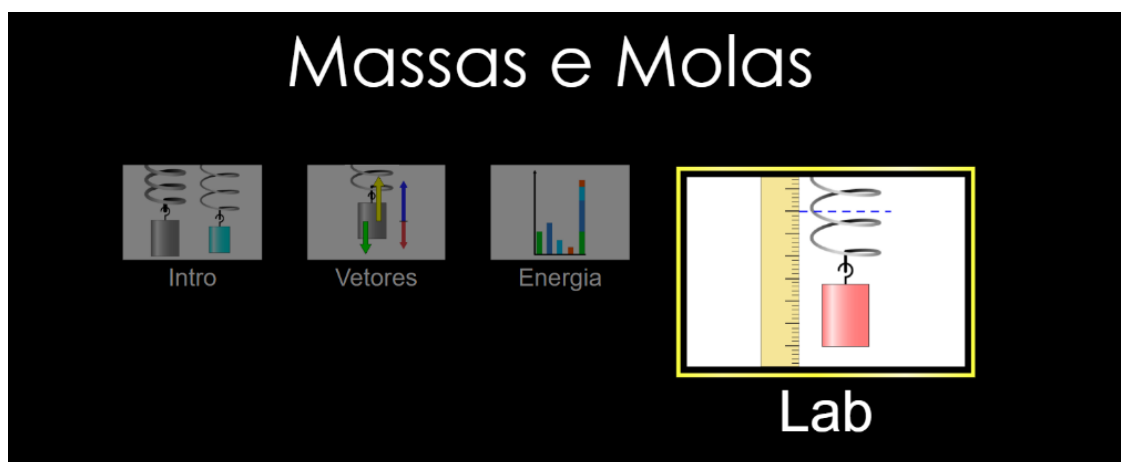 Massas e Molas
Intro
Vetores
Energia
Lab